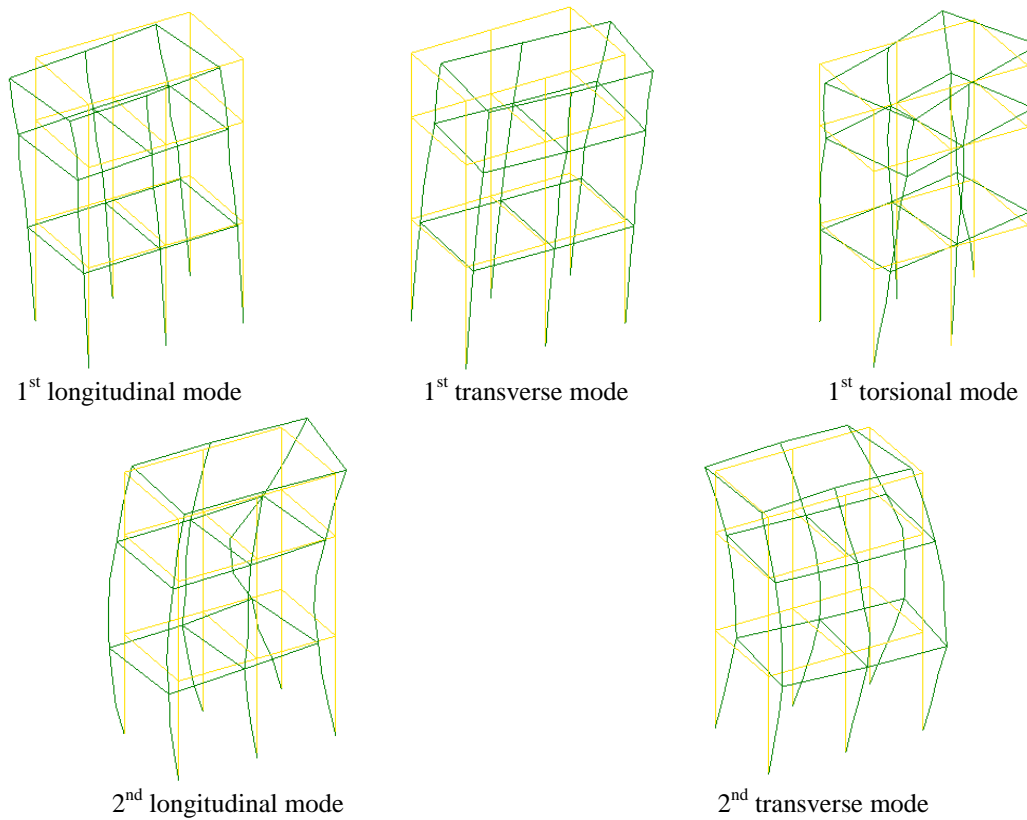 1st longitudinal mode
1st transverse mode
1st torsional mode
2nd longitudinal mode
2nd transverse mode